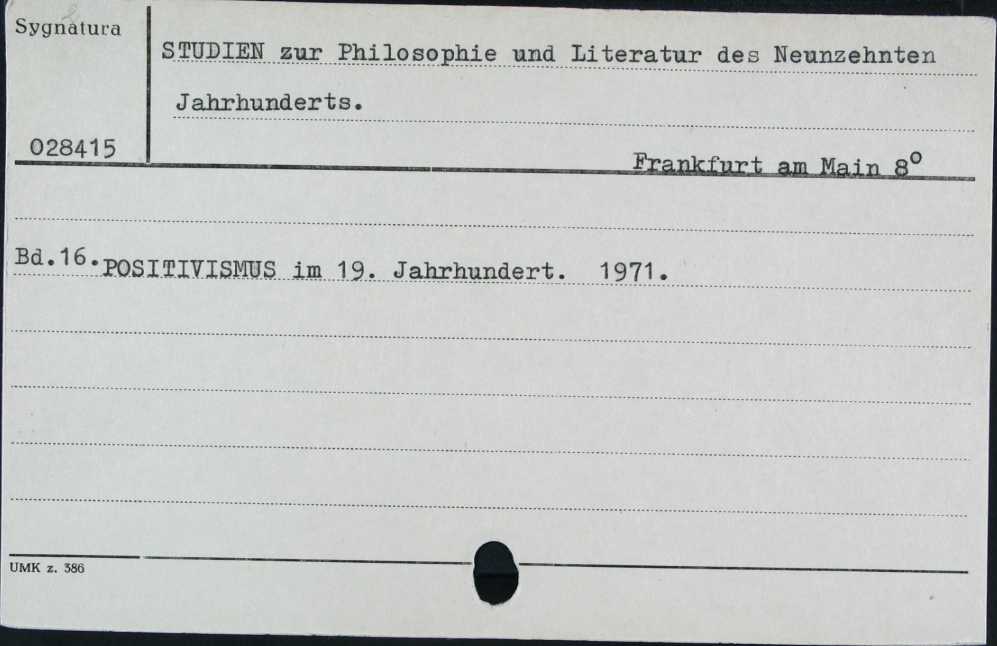 Sygnatura
STUDIEN zur Philosophie und Literatur des Neunzehnten
Jahrhunderts.
028415
Frankfurt am Main 8°
Bd.16.POSITIVISMUS im 19. Jahrhundert. 1971.
UMK z. 386